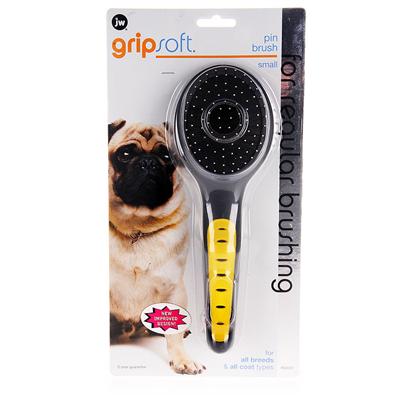 jw
gripsoft.
pin
brush
small
for regular brushing
NEW
IMPROVED
DESIGN!
for
all breeds
& all coat types